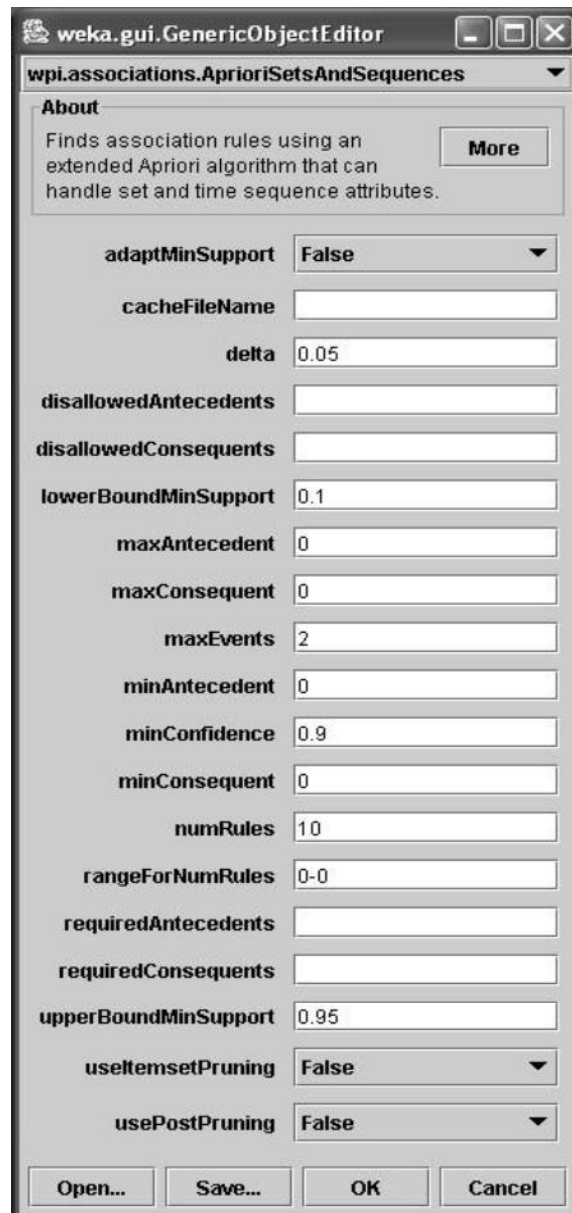 weka.gui.GenericObjectEditor
wpi.associations.AprioriSetsAndSequences
About
Finds association rules using an
extended Apriori algorithm that can
handle set and time sequence attributes.
More
adaptMinSupport False
cacheFileName
delta 0.05
disallowedAntecedents
disallowedConsequents
lowerBoundMinSupport 0.1
maxAntecedent 0
maxConsequent 0
maxEvents 2
minAntecedent 0
minConfidence 0.9
minConsequent 0
numRules 10
rangeForNumRules 0-0
requiredAntecedents
requiredConsequents
upperBoundMinSupport 0.95
useItemsetPruning False
usePostPruning False
Open... Save... OK Cancel